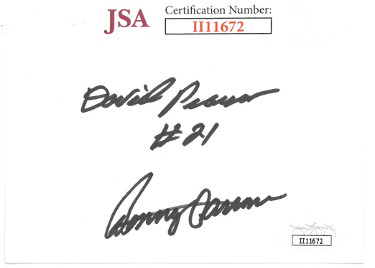 JSA Certification Number:
II11672
David Pearson
#21
II11672